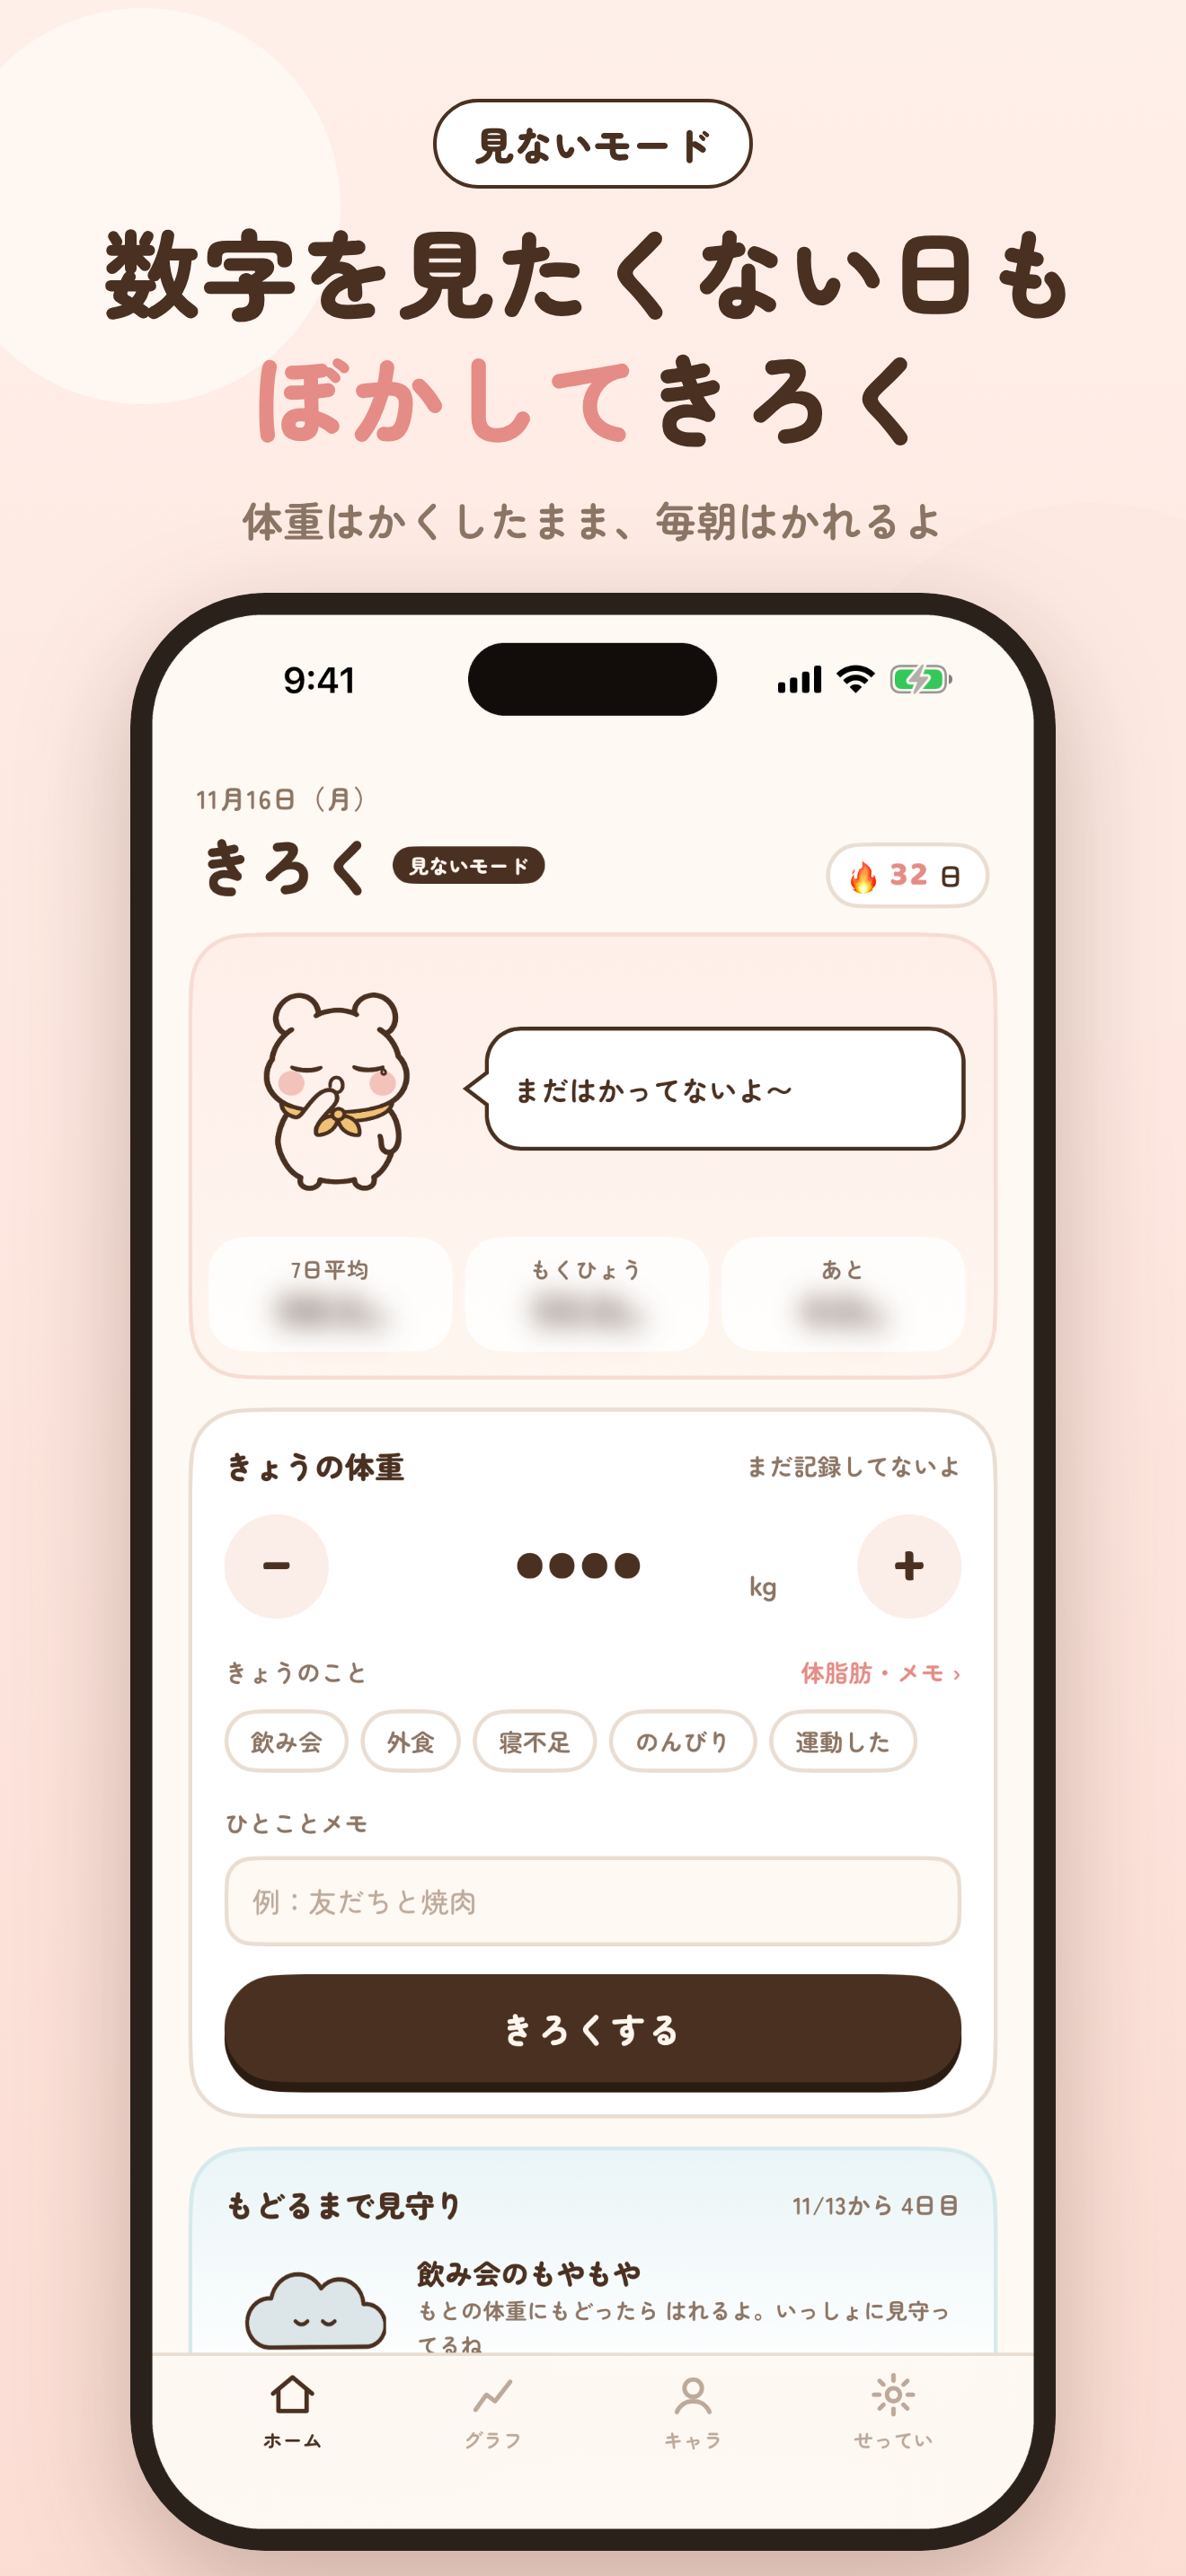 見ないモード
数字を見たくない日も
ぼかしてきろく
体重はかくしたまま、毎朝はかれるよ
9:41
11月16日（月）
きろく 見ないモード
32 日
まだはかってないよ〜
7日平均 もくひょう あと
きょうの体重 まだ記録してないよ
− •••• kg +
きょうのこと 体脂肪・メモ ›
飲み会 外食 寝不足 のんびり 運動した
ひとことメモ
例：友だちと焼肉
きろくする
もどるまで見守り 11/13から 4日目
飲み会のもやもや
もとの体重にもどったら はれるよ。いっしょに見守っ
てるね
ホーム グラフ キャラ せってい